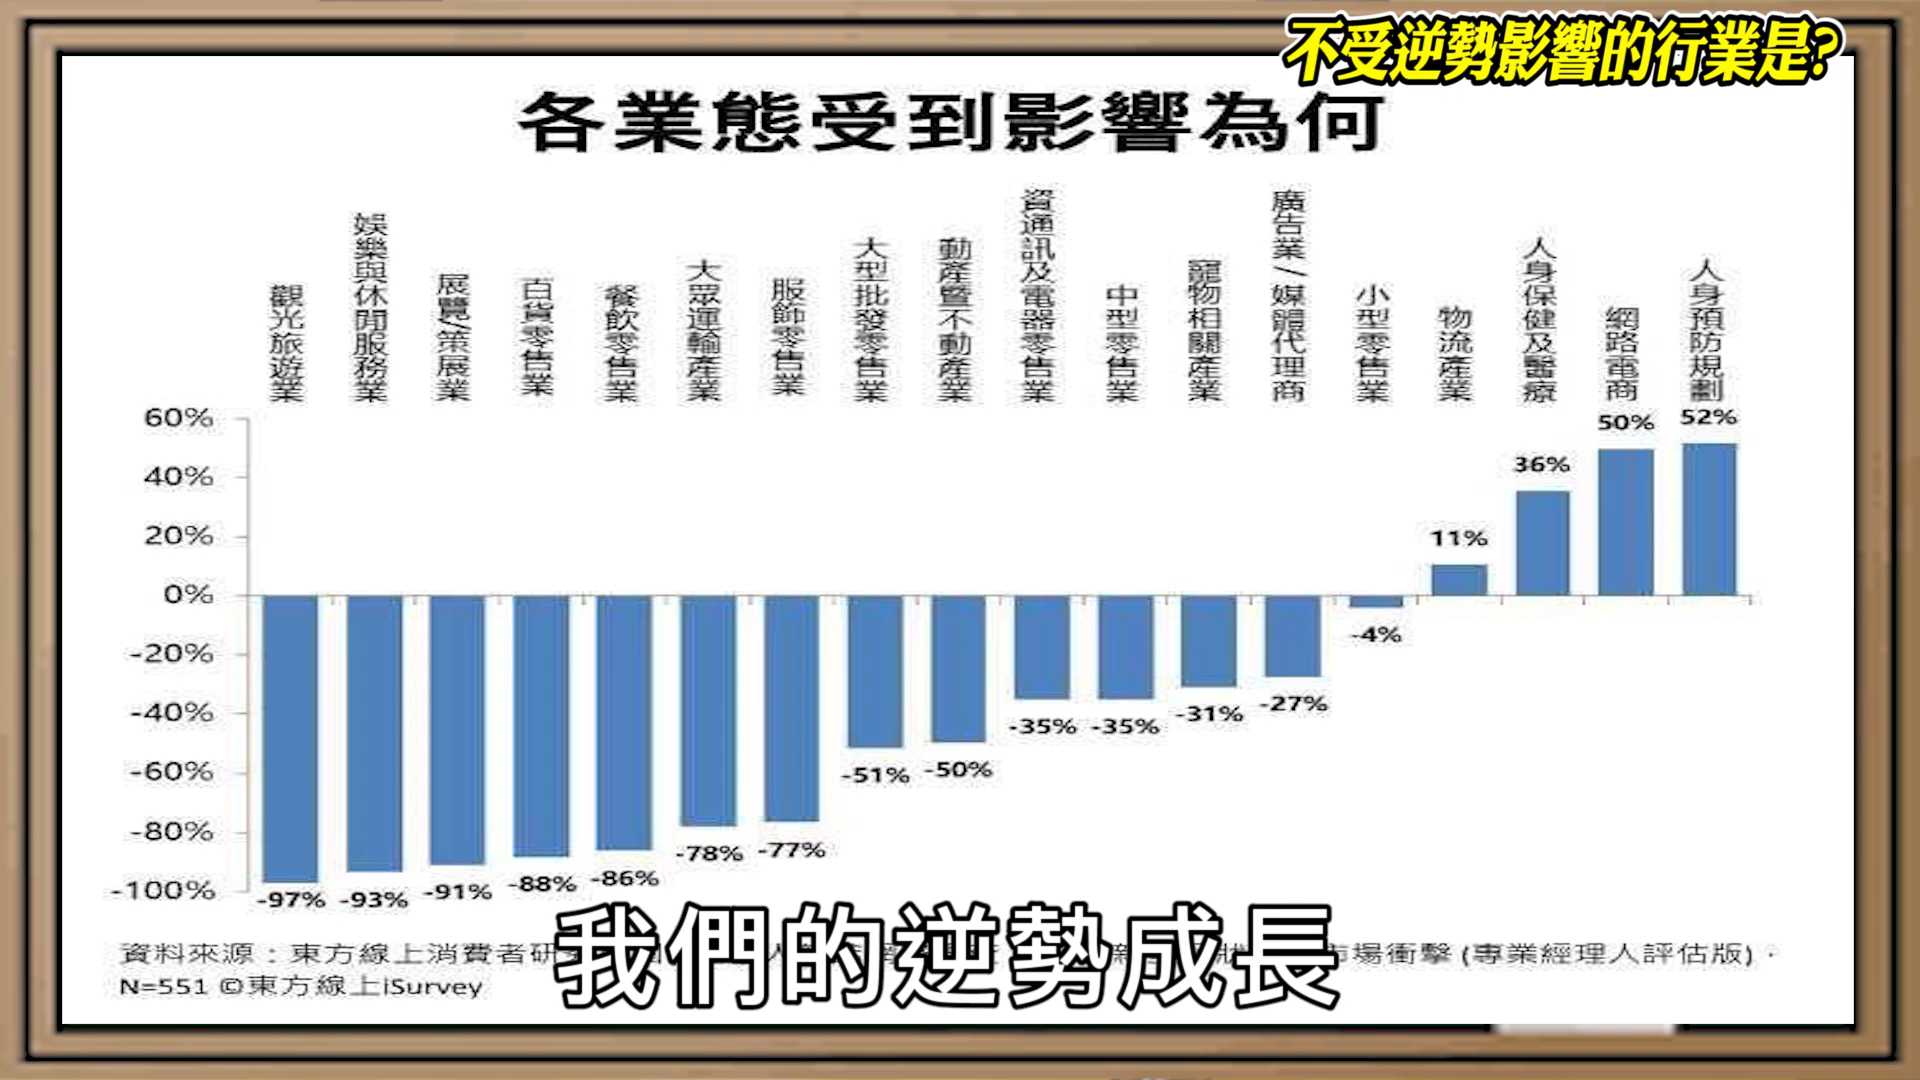 不受逆勢影響的行業是?
各業態受到影響為何
觀光旅遊業
娛樂與休閒服務業
展覽/策展業
百貨零售業
餐飲零售業
大眾運輸產業
服飾零售業
大型批發零售業
動產暨不動產業
資通訊及電器零售業
中型零售業
寵物相關產業
廣告業/媒體代理商
小型零售業
物流產業
人身保健及醫療
網路電商
人身預防規劃
60%
40%
20%
0%
-20%
-40%
-60%
-80%
-100%
-97%
-93%
-91%
-88%
-86%
-78%
-77%
-51%
-50%
-35%
-35%
-31%
-27%
-4%
11%
36%
50%
52%
資料來源：東方線上消費者研 市場衝擊 (專業經理人評估版)，
N=551 ©東方線上iSurvey
我們的逆勢成長